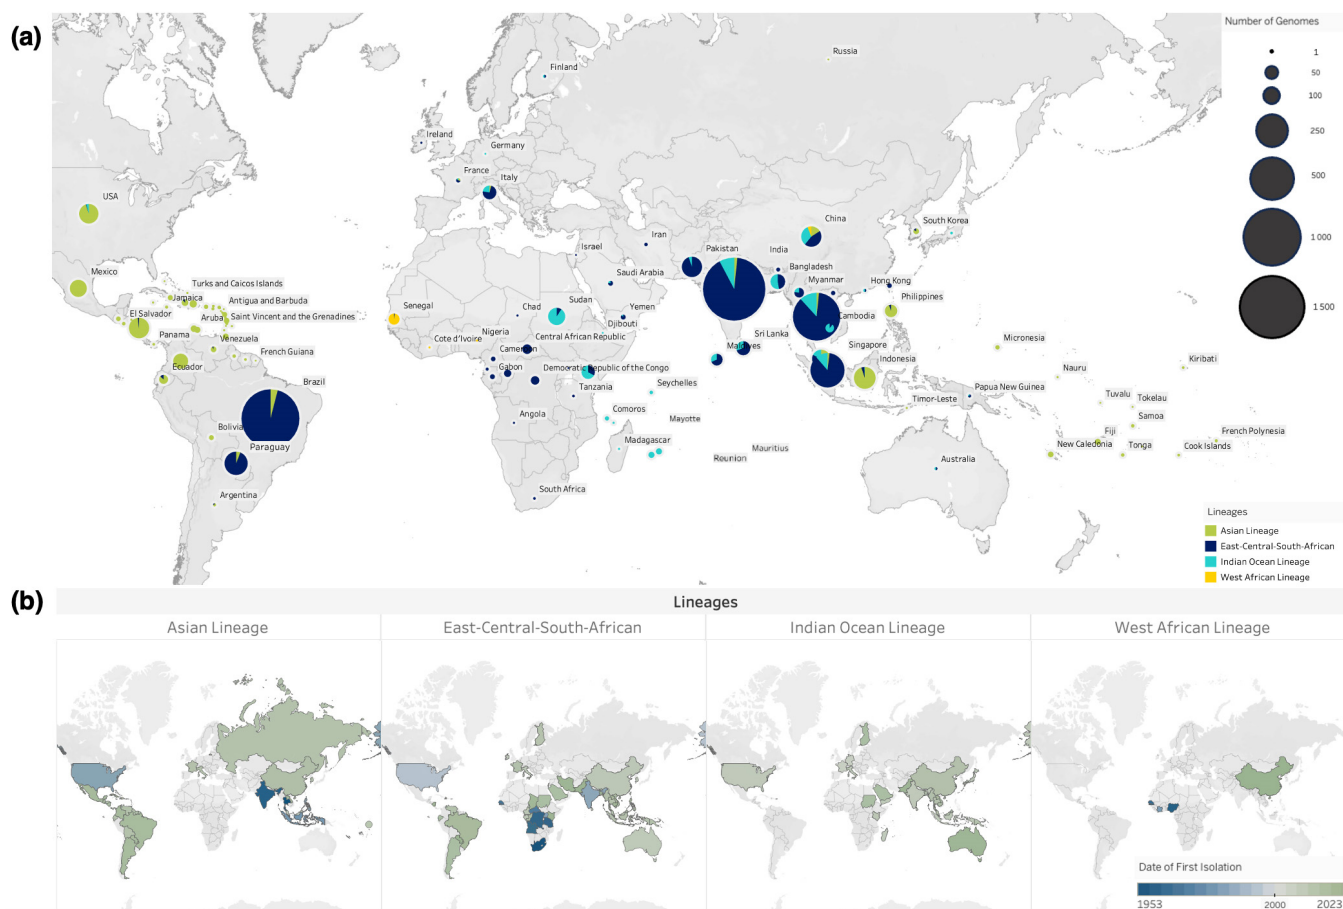 (a)
Number of Genomes
1
50
100
250
500
1 000
1 500
Russia
Finland
Ireland
Germany
France
Italy
USA
China
South Korea
Iran
Israel
Pakistan
India
Bangladesh
Myanmar
Hong Kong
Mexico
Turks and Caicos Islands
Saudi Arabia
Jamaica
Antigua and Barbuda
Senegal
Chad
Sudan
Yemen
Philippines
El Salvador
Aruba
Saint Vincent and the Grenadines
Djibouti
Cambodia
Panama
Venezuela
Nigeria
Cote d'Ivoire
Central African Republic
Sri Lanka
Micronesia
French Guiana
Cameroon
Maldives
Singapore
Ecuador
Gabon
Democratic Republic of the Congo
Indonesia
Kiribati
Brazil
Tanzania
Seychelles
Nauru
Papua New Guinea
Timor-Leste
Tuvalu
Tokelau
Bolivia
Angola
Comoros
Mayotte
Samoa
Paraguay
Madagascar
Fiji
French Polynesia
New Caledonia
Tonga
Cook Islands
Reunion
Mauritius
Australia
Argentina
South Africa
Lineages
Asian Lineage
East-Central-South-African
Indian Ocean Lineage
West African Lineage
(b)
Lineages
Asian Lineage
East-Central-South-African
Indian Ocean Lineage
West African Lineage
Date of First Isolation
1953
2000
2023